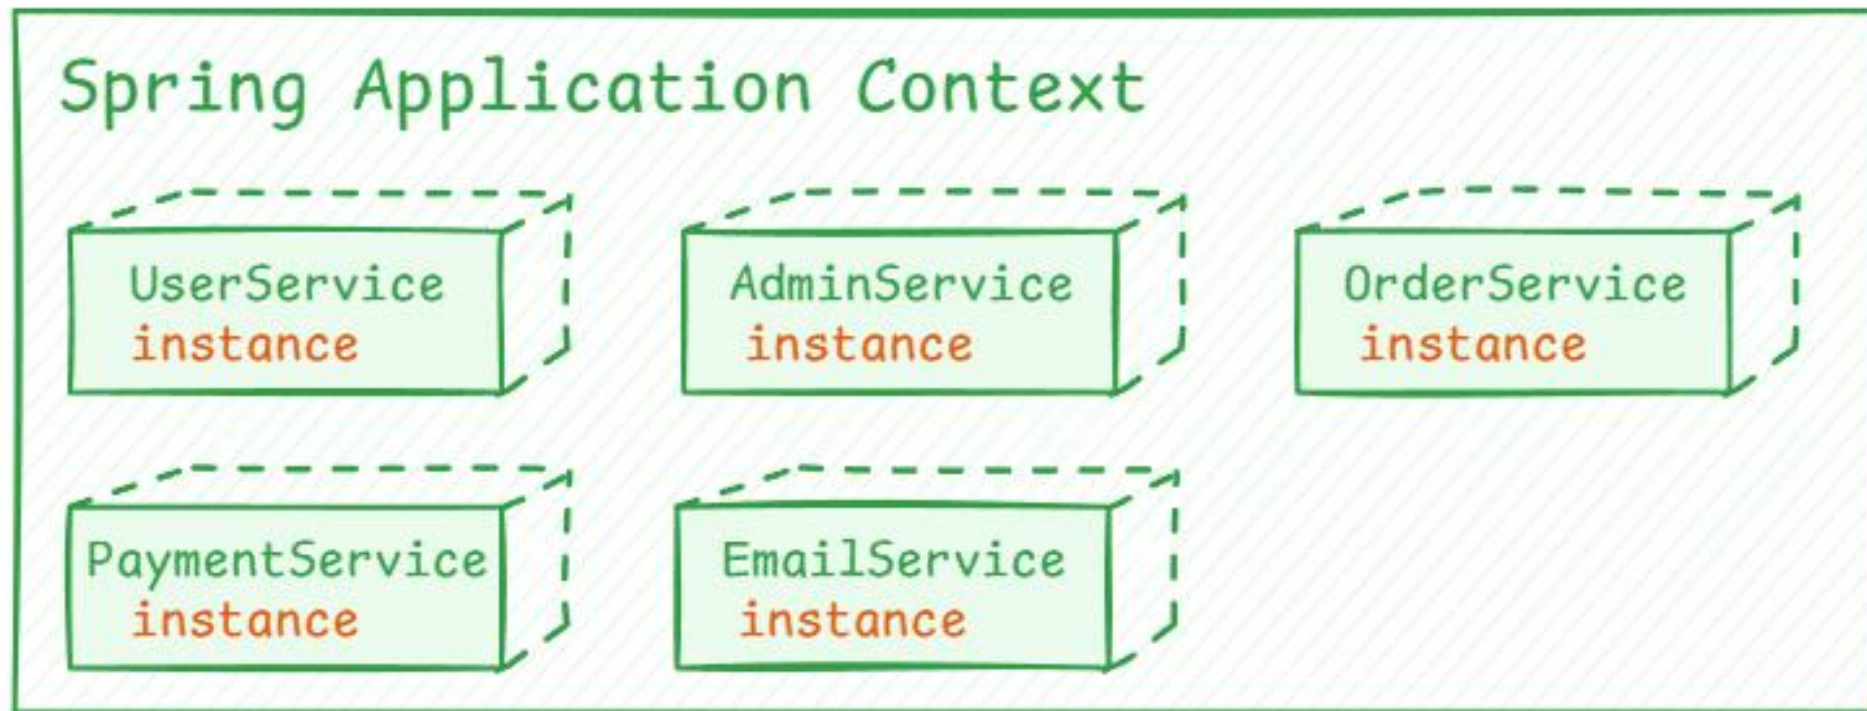 Spring Application Context
UserService
instance
AdminService
instance
OrderService
instance
PaymentService
instance
EmailService
instance